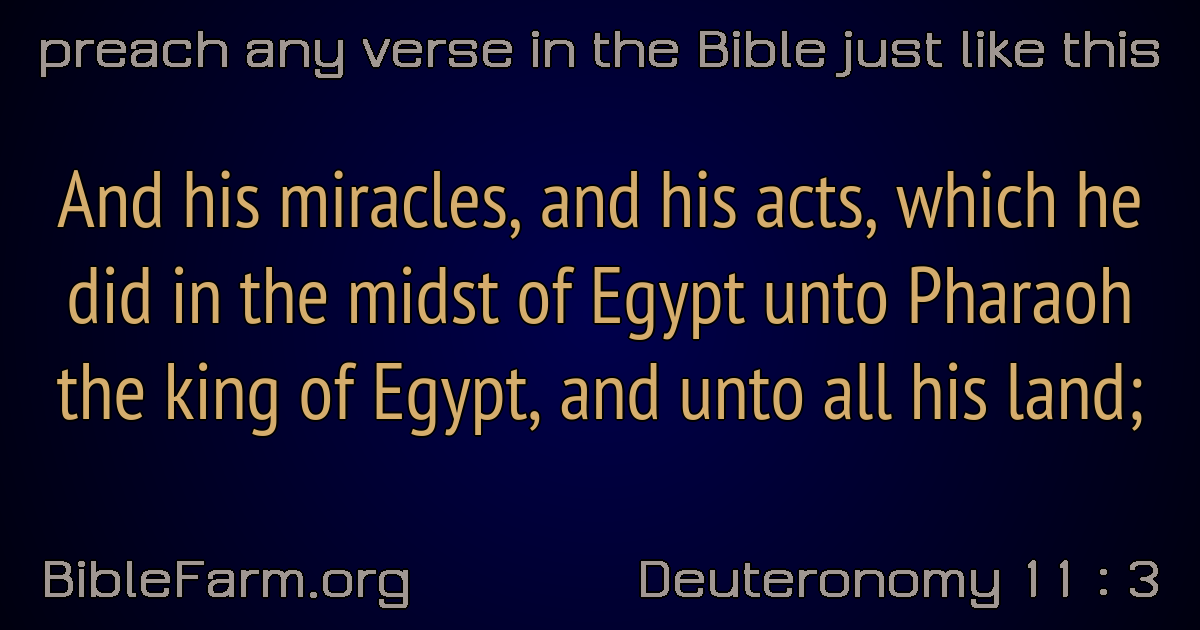 preach any verse in the Bible just like this
And his miracles, and his acts, which he
did in the midst of Egypt unto Pharaoh
the king of Egypt, and unto all his land;
BibleFarm.org
Deuteronomy 11 : 3